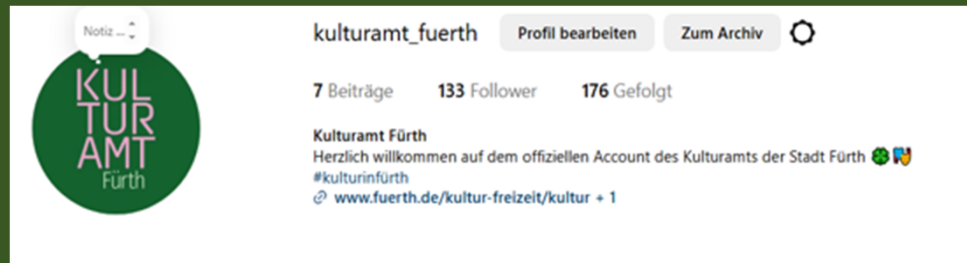 Notiz ...
kulturamt_fuerth Profil bearbeiten Zum Archiv
KUL
TUR
AMT
Fürth
7 Beiträge 133 Follower 176 Gefolgt
Kulturamt Fürth
Herzlich willkommen auf dem offiziellen Account des Kulturamts der Stadt Fürth 🍀🎭
#kulturinfürth
www.fuerth.de/kultur-freizeit/kultur + 1